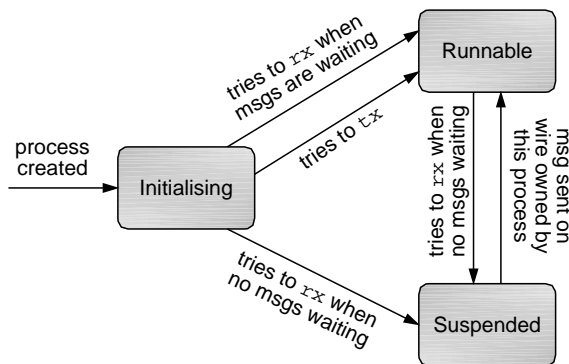 process
created
Initialising
tries to rx when
msgs are waiting
tries to tx
tries to rx when
no msgs waiting
Runnable
tries to rx when
no msgs waiting
msg sent on
wire owned by
this process
Suspended